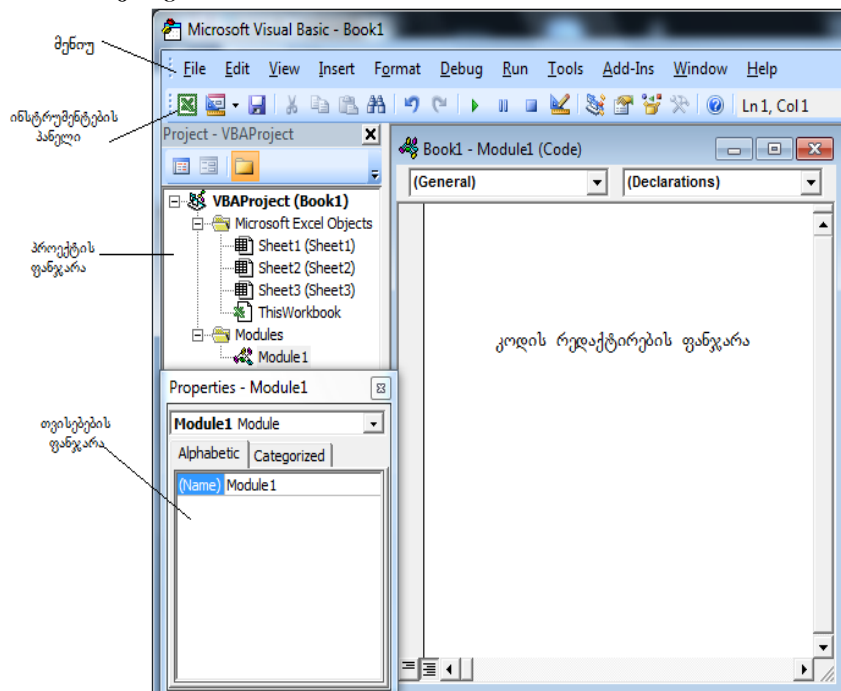 Microsoft Visual Basic - Book1
მენიუ
File Edit View Insert Format Debug Run Tools Add-Ins Window Help
ინსტრუმენტების
პანელი
Ln 1, Col 1
Project - VBAProject
Book1 - Module1 (Code)
(General) (Declarations)
VBAProject (Book1)
Microsoft Excel Objects
Sheet1 (Sheet1)
Sheet2 (Sheet2)
Sheet3 (Sheet3)
ThisWorkbook
Modules
Module1
პროექტის
ფანჯარა
კოდის რედაქტირების ფანჯარა
Properties - Module1
Module1 Module
Alphabetic Categorized
(Name) Module1
თვისებების
ფანჯარა